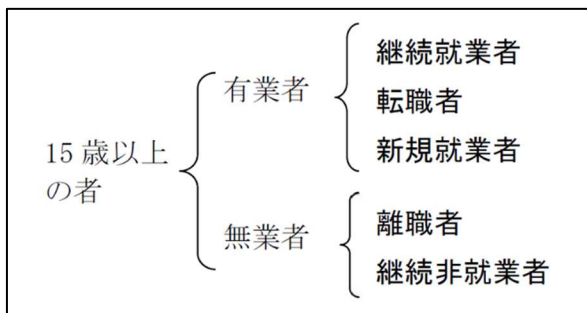 15 歳以上
の者
有業者
継続就業者
転職者
新規就業者
無業者
離職者
継続非就業者